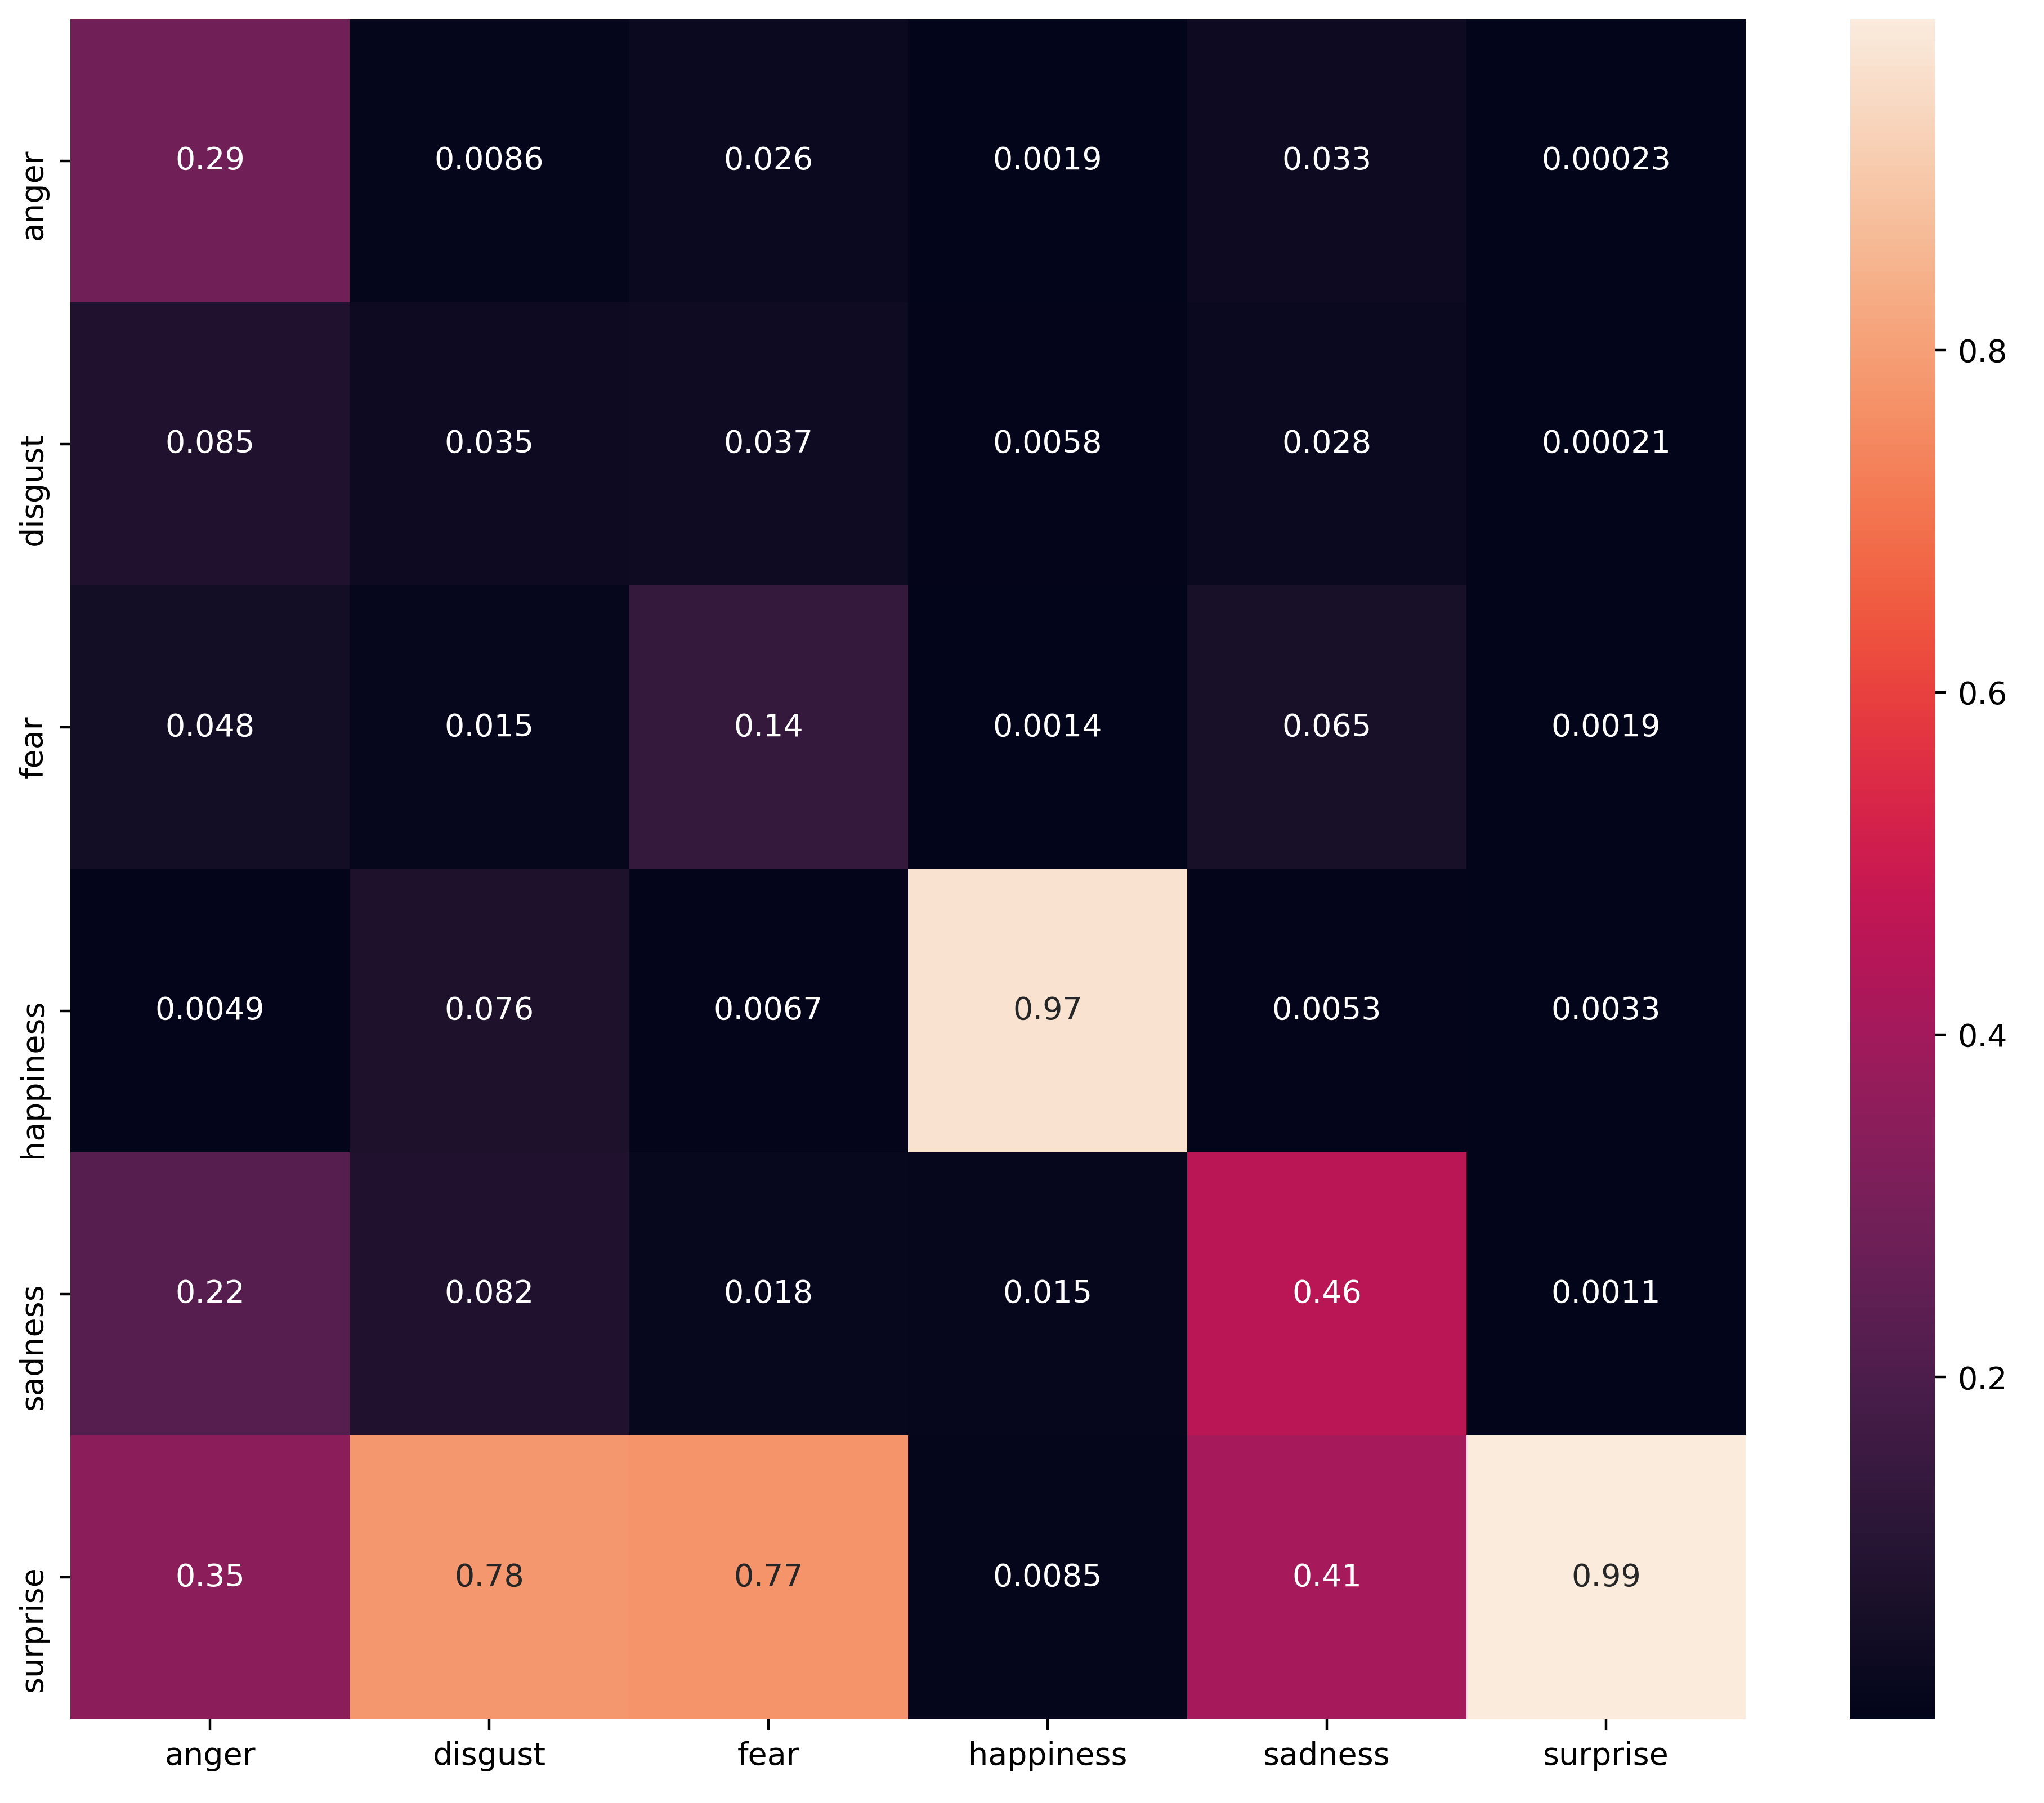 anger 0.29 0.0086 0.026 0.0019 0.033 0.00023
disgust 0.085 0.035 0.037 0.0058 0.028 0.00021
fear 0.048 0.015 0.14 0.0014 0.065 0.0019
happiness 0.0049 0.076 0.0067 0.97 0.0053 0.0033
sadness 0.22 0.082 0.018 0.015 0.46 0.0011
surprise 0.35 0.78 0.77 0.0085 0.41 0.99
anger disgust fear happiness sadness surprise
0.8
0.6
0.4
0.2